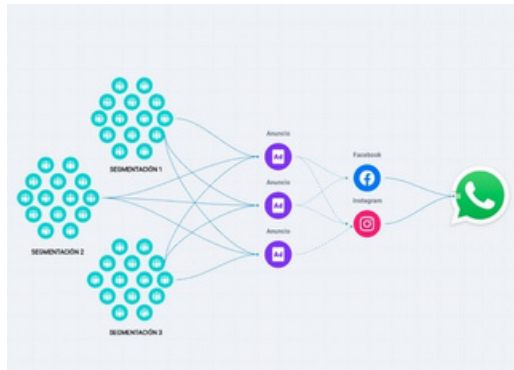 SEGMENTACIÓN 1
SEGMENTACIÓN 2
SEGMENTACIÓN 3
Anuncio
Ad
Anuncio
Ad
Anuncio
Ad
Facebook
Instagram